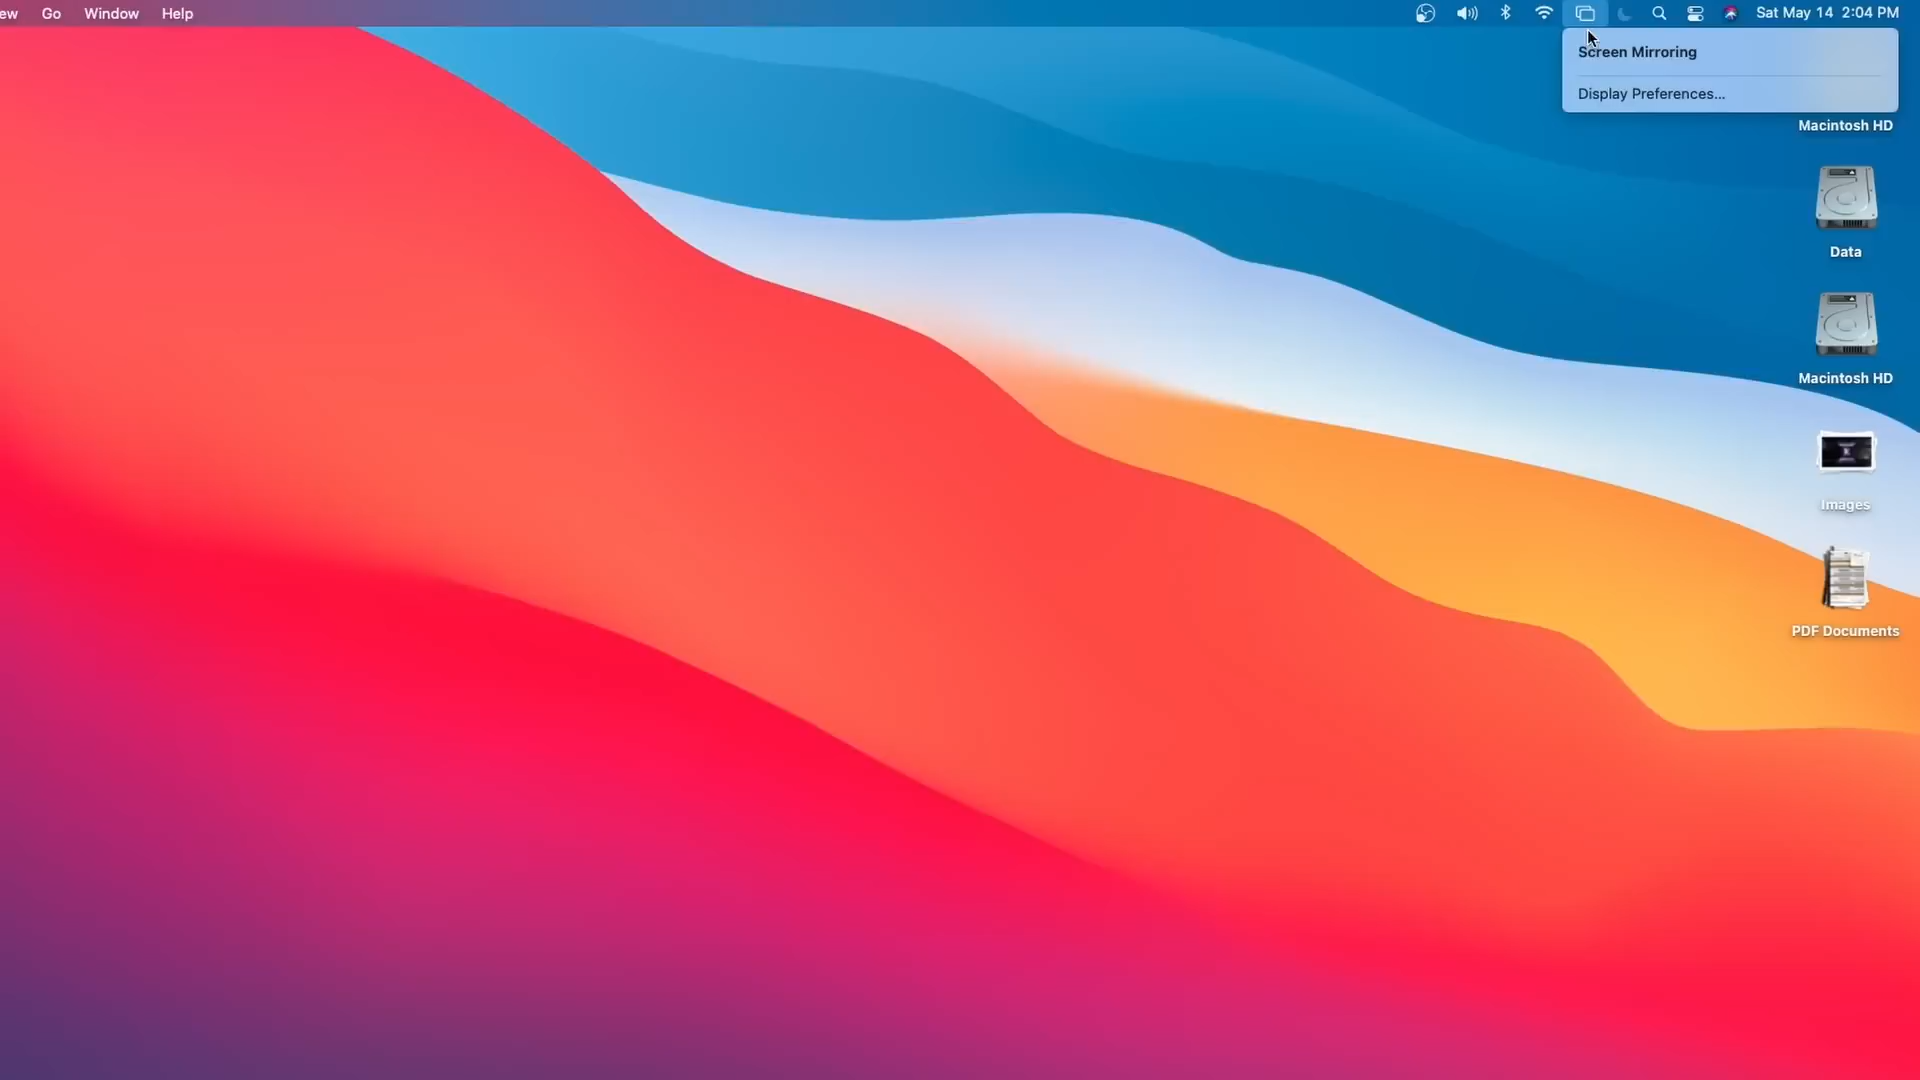 ew Go Window Help Sat May 14 2:04 PM
Screen Mirroring
Display Preferences...
Macintosh HD
Data
Macintosh HD
Images
PDF Documents